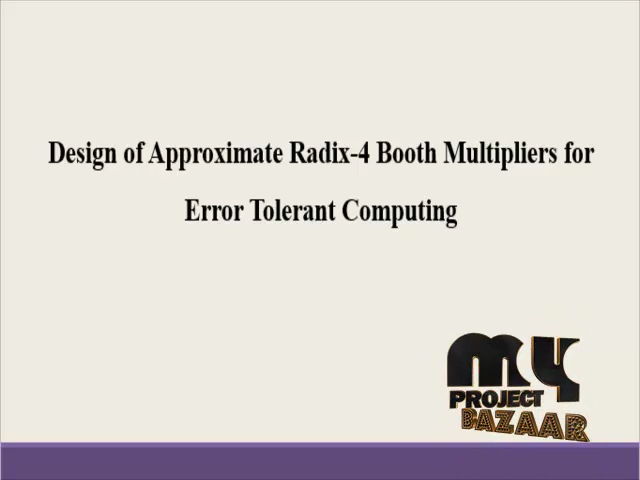 Design of Approximate Radix-4 Booth Multipliers for
Error Tolerant Computing
MY
PROJECT
BAZAAR